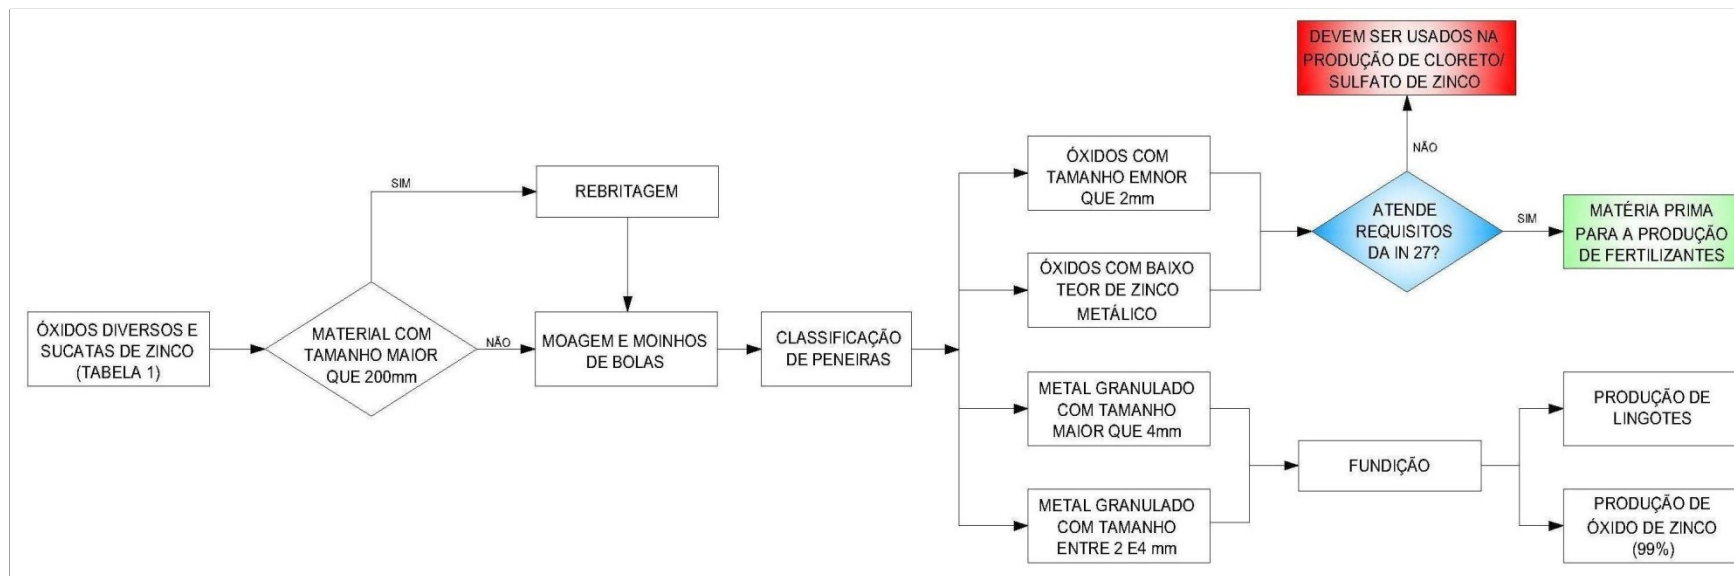 ÓXIDOS DIVERSOS E
SUCATAS DE ZINCO
(TABELA 1)
MATERIAL COM
TAMANHO MAIOR
QUE 200mm
SIM
NÃO
REBRITAGEM
MOAGEM E MOINHOS
DE BOLAS
CLASSIFICAÇÃO
DE PENEIRAS
ÓXIDOS COM
TAMANHO EMNOR
QUE 2mm
ÓXIDOS COM BAIXO
TEOR DE ZINCO
METÁLICO
METAL GRANULADO
COM TAMANHO
MAIOR QUE 4mm
METAL GRANULADO
COM TAMANHO
ENTRE 2 E4 mm
DEVEM SER USADOS NA
PRODUÇÃO DE CLORETO/
SULFATO DE ZINCO
NÃO
ATENDE
REQUISITOS
DA IN 27?
SIM
MATÉRIA PRIMA
PARA A PRODUÇÃO
DE FERTILIZANTES
FUNDIÇÃO
PRODUÇÃO DE
LINGOTES
PRODUÇÃO DE
ÓXIDO DE ZINCO
(99%)